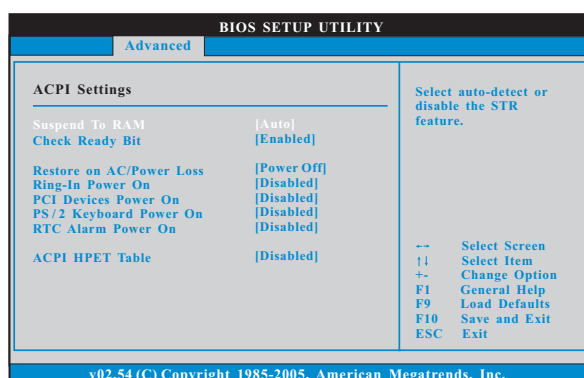 BIOS SETUP UTILITY
Advanced
ACPI Settings
Suspend To RAM [Auto]
Check Ready Bit [Enabled]
Restore on AC/Power Loss [Power Off]
Ring-In Power On [Disabled]
PCI Devices Power On [Disabled]
PS/2 Keyboard Power On [Disabled]
RTC Alarm Power On [Disabled]
ACPI HPET Table [Disabled]
Select auto-detect or
disable the STR
feature.
←→ Select Screen
↑↓ Select Item
+- Change Option
F1 General Help
F9 Load Defaults
F10 Save and Exit
ESC Exit
v02.54 (C) Copyright 1985-2005, American Megatrends, Inc.